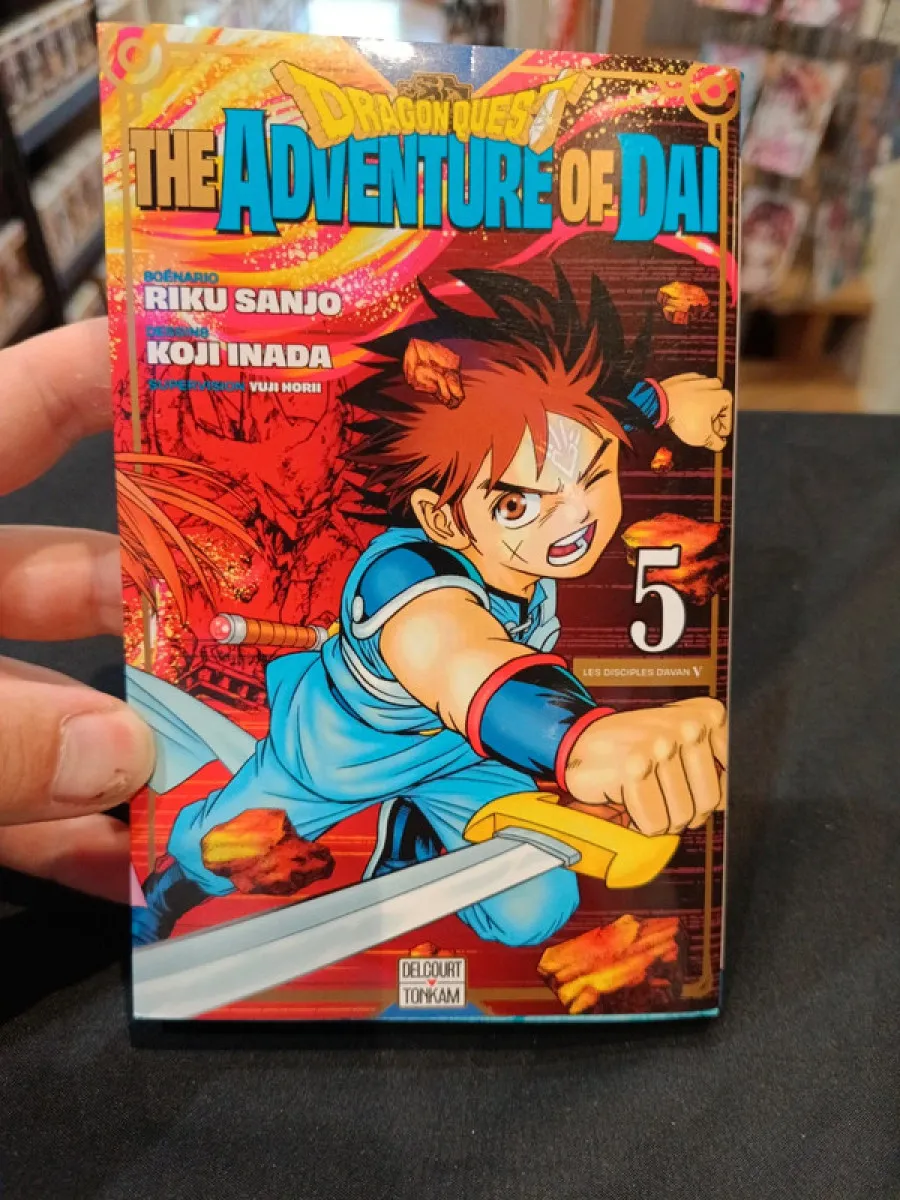 DRAGON QUEST
THE ADVENTURE OF DAI
SCÉNARIO
RIKU SANJO
DESSINS
KOJI INADA
SUPERVISION YUJI HORII
5
LES DISCIPLES D'AVAN V
DELCOURT
TONKAM